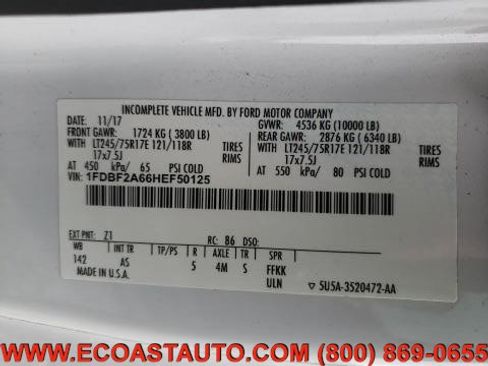 INCOMPLETE VEHICLE MFD. BY FORD MOTOR COMPANY
DATE: 11/17 GVWR: 4536 KG (10000 LB)
FRONT GAWR: 1724 KG ( 3800 LB) REAR GAWR: 2876 KG ( 6340 LB)
WITH LT245/75R17E 121/118R TIRES WITH LT245/75R17E 121/118R TIRES
17x7.5J RIMS 17x7.5J RIMS
AT 450 kPa/ 65 PSI COLD AT 550 kPa/ 80 PSI COLD
VIN: 1FDBF2A66HEF50125
EXT PNT: Z1 RC: 86 DSO:
WB INT TR TP/PS R AXLE TR SPR
142 AS 5 4M S FFKK
MADE IN U.S.A. ULN ▽ 5U5A-3520472-AA
WWW.ECOASTAUTO.COM (800) 869-0655